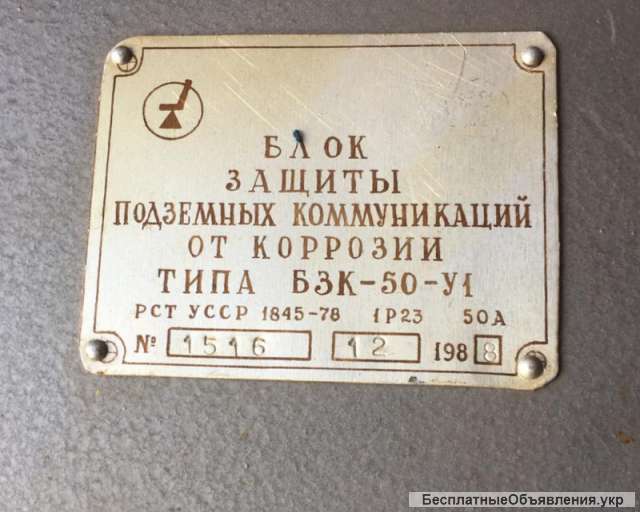 БЛОК
ЗАЩИТЫ
ПОДЗЕМНЫХ КОММУНИКАЦИЙ
ОТ КОРРОЗИИ
ТИПА БЗК-50-У1
РСТ УССР 1845-78 1Р23 50А
№ 1516 12 1988
БесплатныеОбъявления.укр